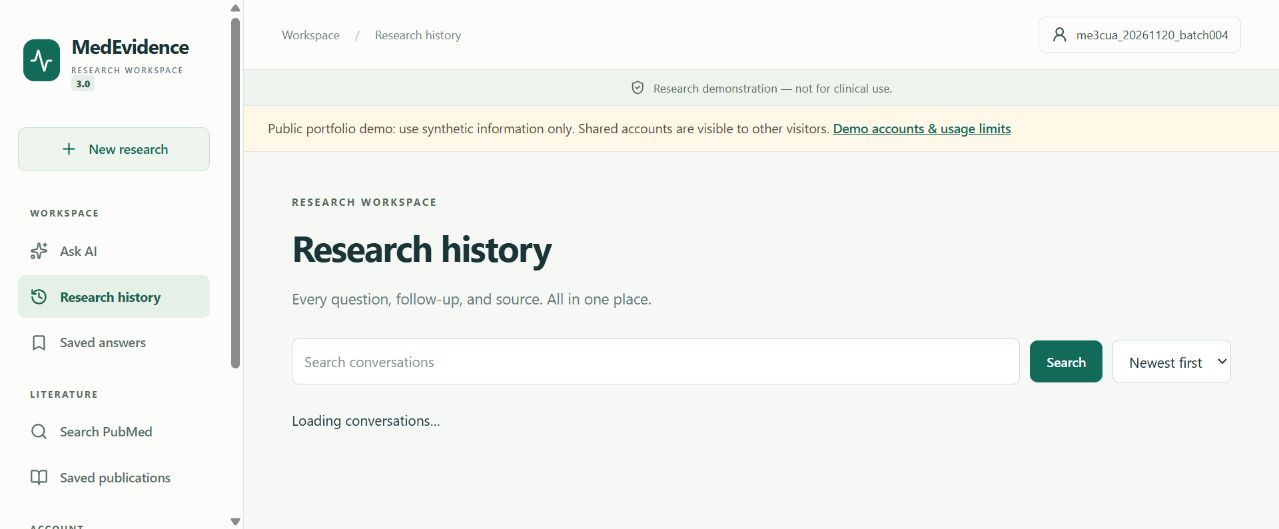 MedEvidence
RESEARCH WORKSPACE
3.0
New research
WORKSPACE
Ask AI
Research history
Saved answers
LITERATURE
Search PubMed
Saved publications
ACCOUNT
Workspace / Research history
me3cua_20261120_batch004
Research demonstration — not for clinical use.
Public portfolio demo: use synthetic information only. Shared accounts are visible to other visitors. Demo accounts & usage limits
RESEARCH WORKSPACE
Research history
Every question, follow-up, and source. All in one place.
Search conversations
Search
Newest first
Loading conversations...